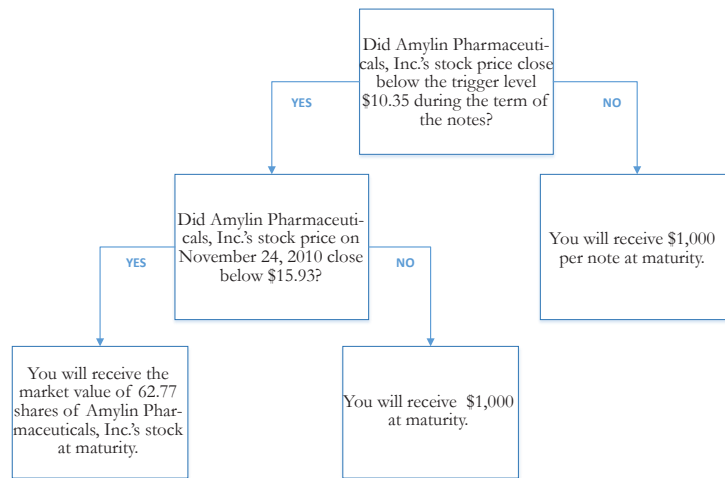 Did Amylin Pharmaceuti-
cals, Inc.'s stock price close
below the trigger level
$10.35 during the term of
the notes?
YES
NO
Did Amylin Pharmaceuti-
cals, Inc.'s stock price on
November 24, 2010 close
below $15.93?
You will receive $1,000
per note at maturity.
YES
NO
You will receive the
market value of 62.77
shares of Amylin Phar-
maceuticals, Inc.'s stock
at maturity.
You will receive $1,000
at maturity.